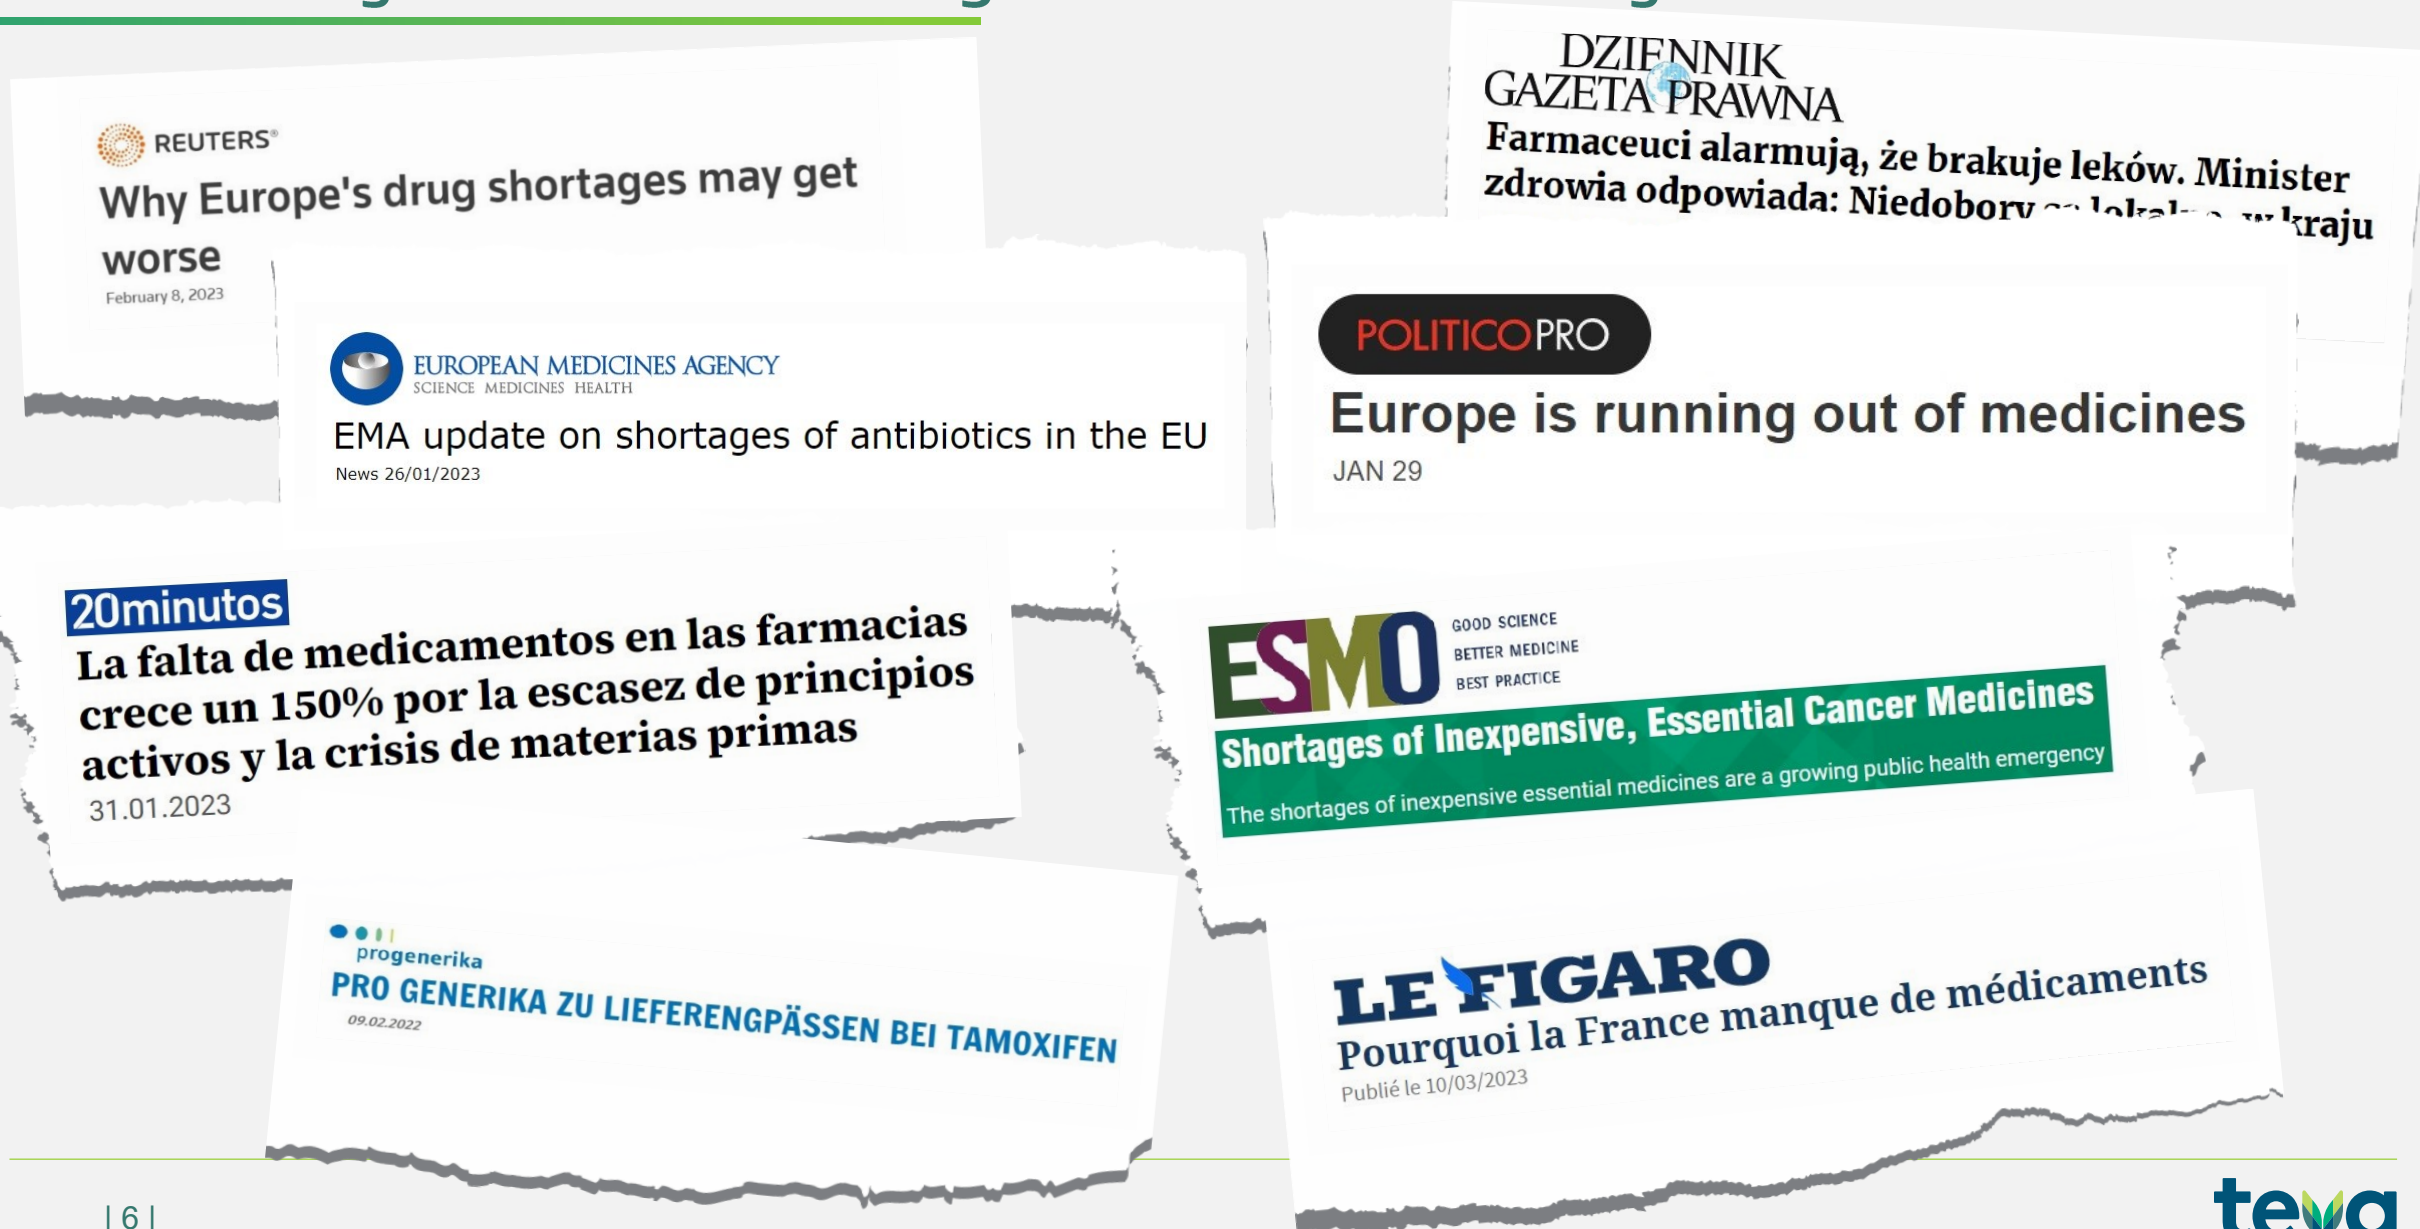 REUTERS®
Why Europe's drug shortages may get
worse
February 8, 2023
DZIENNIK
GAZETA PRAWNA
Farmaceuci alarmują, że brakuje leków. Minister
zdrowia odpowiada: Niedobory są lokalne, w kraju
EUROPEAN MEDICINES AGENCY
SCIENCE MEDICINES HEALTH
EMA update on shortages of antibiotics in the EU
News 26/01/2023
POLITICOPRO
Europe is running out of medicines
JAN 29
20minutos
La falta de medicamentos en las farmacias
crece un 150% por la escasez de principios
activos y la crisis de materias primas
31.01.2023
ESMO
GOOD SCIENCE
BETTER MEDICINE
BEST PRACTICE
Shortages of Inexpensive, Essential Cancer Medicines
The shortages of inexpensive essential medicines are a growing public health emergency
progenerika
PRO GENERIKA ZU LIEFERENGPÄSSEN BEI TAMOXIFEN
09.02.2022
LE FIGARO
Pourquoi la France manque de médicaments
Publié le 10/03/2023
| 6 |
teva